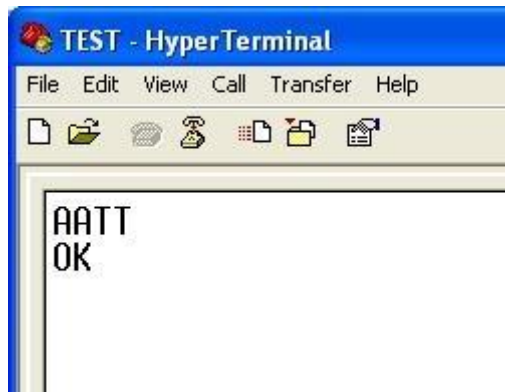 TEST - HyperTerminal
File Edit View Call Transfer Help
AATT
OK